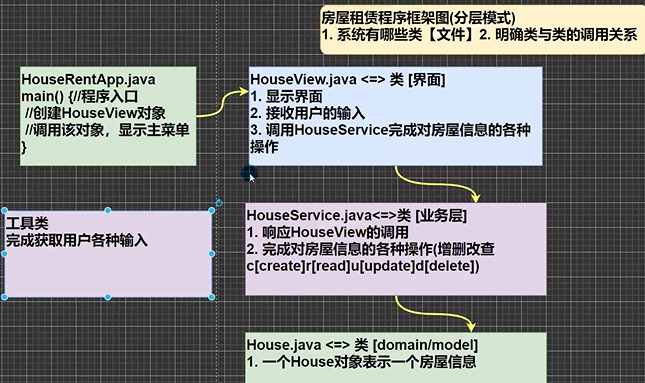 房屋租赁程序框架图(分层模式)
1. 系统有哪些类【文件】2. 明确类与类的调用关系
HouseRentApp.java
main() {//程序入口
//创建HouseView对象
//调用该对象，显示主菜单
}
HouseView.java <=> 类 [界面]
1. 显示界面
2. 接收用户的输入
3. 调用HouseService完成对房屋信息的各种
操作
工具类
完成获取用户各种输入
HouseService.java<=>类 [业务层]
1. 响应HouseView的调用
2. 完成对房屋信息的各种操作(增删改查
c[create]r[read]u[update]d[delete])
House.java <=> 类 [domain/model]
1. 一个House对象表示一个房屋信息